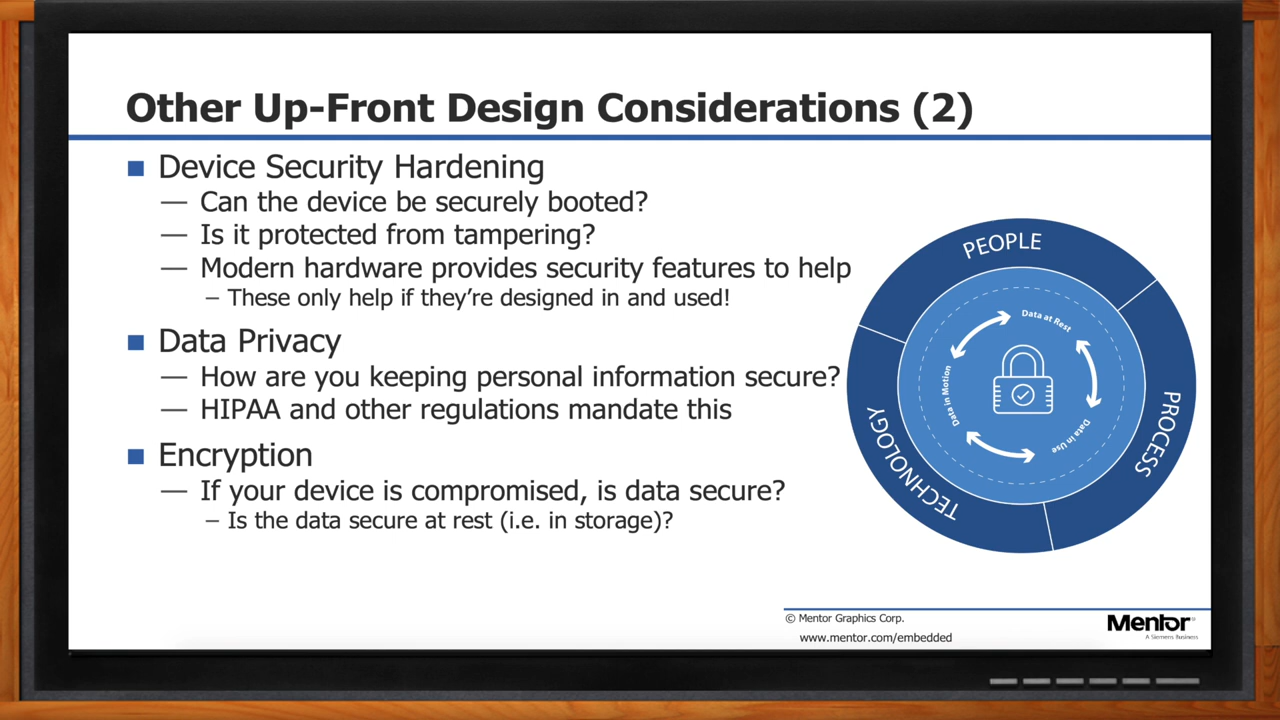 Other Up-Front Design Considerations (2)
■ Device Security Hardening
— Can the device be securely booted?
— Is it protected from tampering?
— Modern hardware provides security features to help
– These only help if they’re designed in and used!
■ Data Privacy
— How are you keeping personal information secure?
— HIPAA and other regulations mandate this
■ Encryption
— If your device is compromised, is data secure?
– Is the data secure at rest (i.e. in storage)?
PEOPLE
PROCESS
TECHNOLOGY
Data at Rest
Data in Use
Data in Motion
© Mentor Graphics Corp.
www.mentor.com/embedded
Mentor®
A Siemens Business